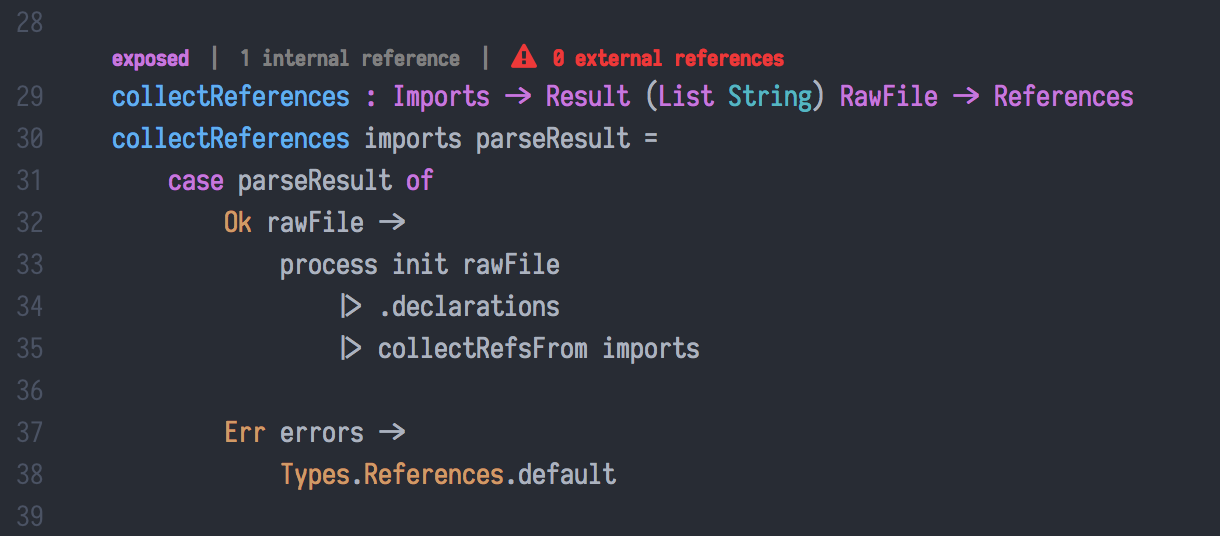 28
exposed | 1 internal reference | ⚠ 0 external references
29 collectReferences : Imports -> Result (List String) RawFile -> References
30 collectReferences imports parseResult =
31 case parseResult of
32 Ok rawFile ->
33 process init rawFile
34 |> .declarations
35 |> collectRefsFrom imports
36
37 Err errors ->
38 Types.References.default
39